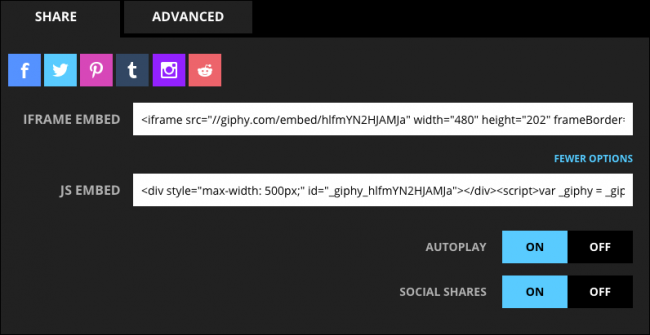 SHARE ADVANCED
IFRAME EMBED <iframe src="//giphy.com/embed/hlfmYN2HJAMJa" width="480" height="202" frameBorder=
FEWER OPTIONS
JS EMBED <div style="max-width: 500px;" id="_giphy_hlfmYN2HJAMJa"></div><script>var _giphy = _gip
AUTOPLAY ON OFF
SOCIAL SHARES ON OFF